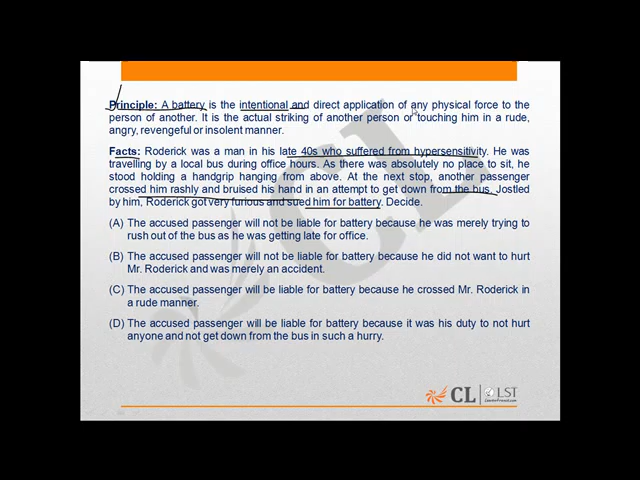 Principle: A battery is the intentional and direct application of any physical force to the
person of another. It is the actual striking of another person or touching him in a rude,
angry, revengeful or insolent manner.
Facts: Roderick was a man in his late 40s who suffered from hypersensitivity. He was
travelling by a local bus during office hours. As there was absolutely no place to sit, he
stood holding a handgrip hanging from above. At the next stop, another passenger
crossed him rashly and bruised his hand in an attempt to get down from the bus. Jostled
by him, Roderick got very furious and sued him for battery. Decide.
(A) The accused passenger will not be liable for battery because he was merely trying to
rush out of the bus as he was getting late for office.
(B) The accused passenger will not be liable for battery because he did not want to hurt
Mr. Roderick and was merely an accident.
(C) The accused passenger will be liable for battery because he crossed Mr. Roderick in
a rude manner.
(D) The accused passenger will be liable for battery because it was his duty to not hurt
anyone and not get down from the bus in such a hurry.
CL LST